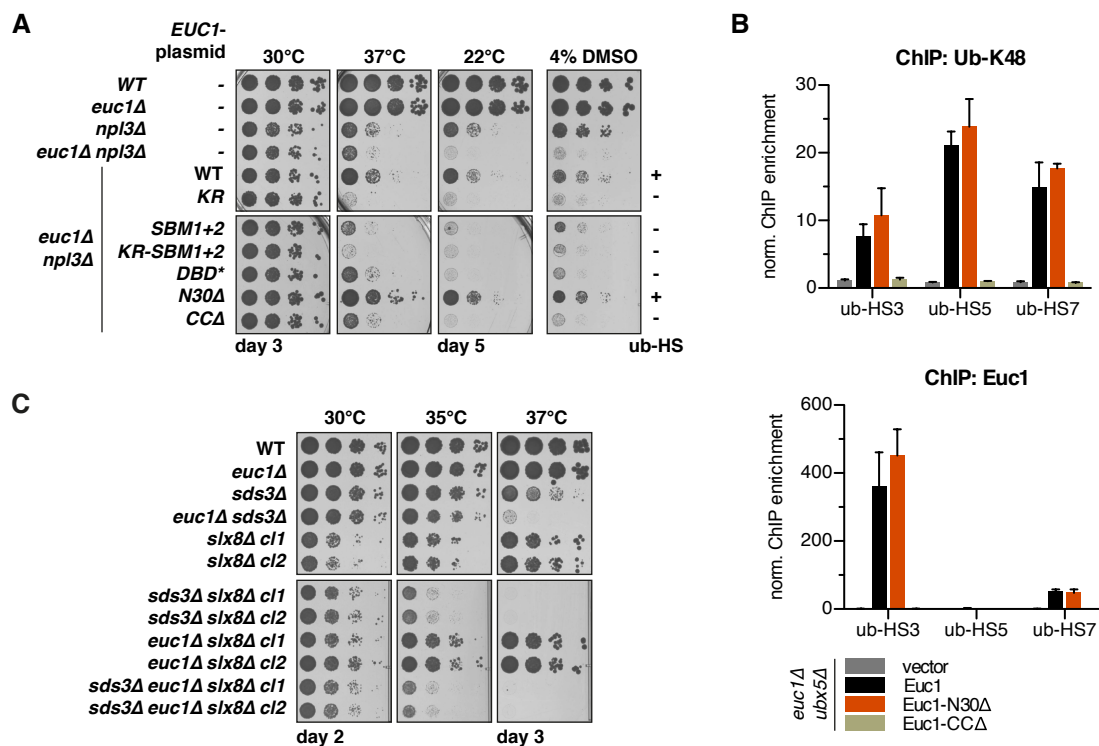 A
EUC1-
plasmid
30°C 37°C 22°C 4% DMSO
WT -
euc1Δ -
npl3Δ -
euc1Δ npl3Δ -
WT +
KR -
euc1Δ
npl3Δ
SBM1+2 -
KR-SBM1+2 -
DBD* -
N30Δ +
CCΔ -
day 3 day 5 ub-HS
B
ChIP: Ub-K48
norm. ChIP enrichment
30
20
10
0
ub-HS3 ub-HS5 ub-HS7
ChIP: Euc1
norm. ChIP enrichment
600
400
200
0
ub-HS3 ub-HS5 ub-HS7
euc1Δ
ubx5Δ
vector
Euc1
Euc1-N30Δ
Euc1-CCΔ
C
30°C 35°C 37°C
WT
euc1Δ
sds3Δ
euc1Δ sds3Δ
slx8Δ cl1
slx8Δ cl2
sds3Δ slx8Δ cl1
sds3Δ slx8Δ cl2
euc1Δ slx8Δ cl1
euc1Δ slx8Δ cl2
sds3Δ euc1Δ slx8Δ cl1
sds3Δ euc1Δ slx8Δ cl2
day 2 day 3